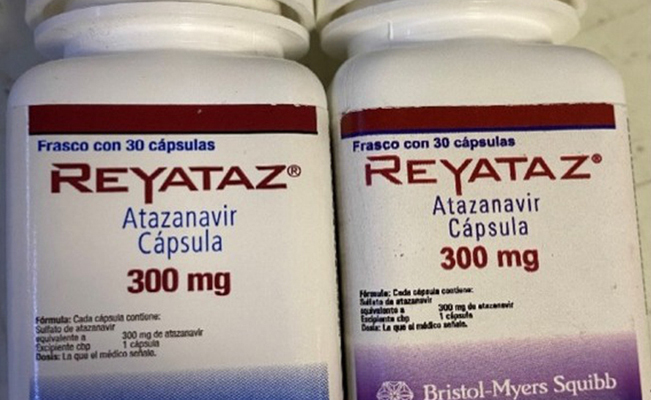 Frasco con 30 cápsulas
REYATAZ®
Atazanavir
Cápsula
300 mg
Fórmula: Cada cápsula contiene:
Sulfato de atazanavir
equivalente a 300 mg de atazanavir
Excipiente cbp 1 cápsula
Dosis: La que el médico señale.
Frasco con 30 cápsulas
REYATAZ®
Atazanavir
Cápsula
300 mg
Fórmula: Cada cápsula contiene:
Sulfato de atazanavir
equivalente a 300 mg de atazanavir
Excipiente cbp 1 cápsula
Dosis: La que el médico señale.
Bristol-Myers Squibb